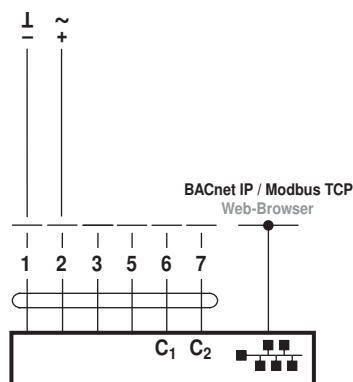 ⊥ ~
− +
BACnet IP / Modbus TCP
Web-Browser
1 2 3 5 6 7
C₁ C₂